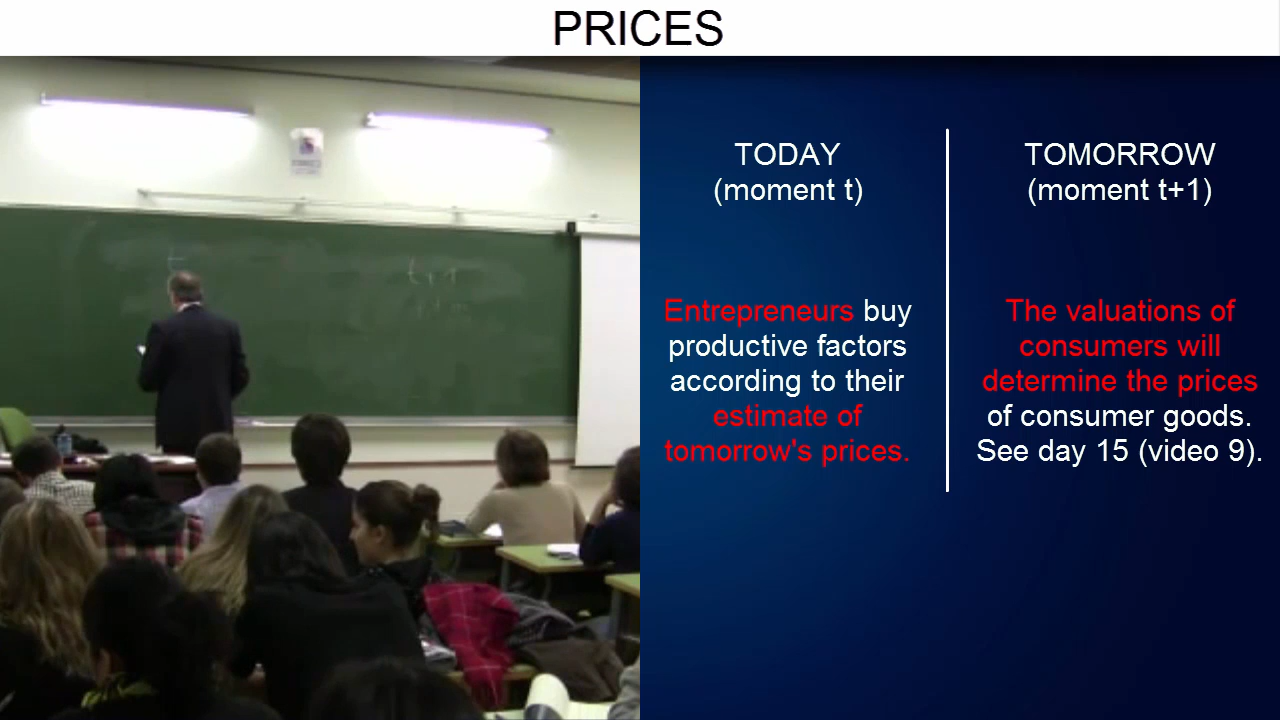 PRICES
t
t+1
TODAY
(moment t)
Entrepreneurs buy
productive factors
according to their
estimate of
tomorrow's prices.
TOMORROW
(moment t+1)
The valuations of
consumers will
determine the prices
of consumer goods.
See day 15 (video 9).